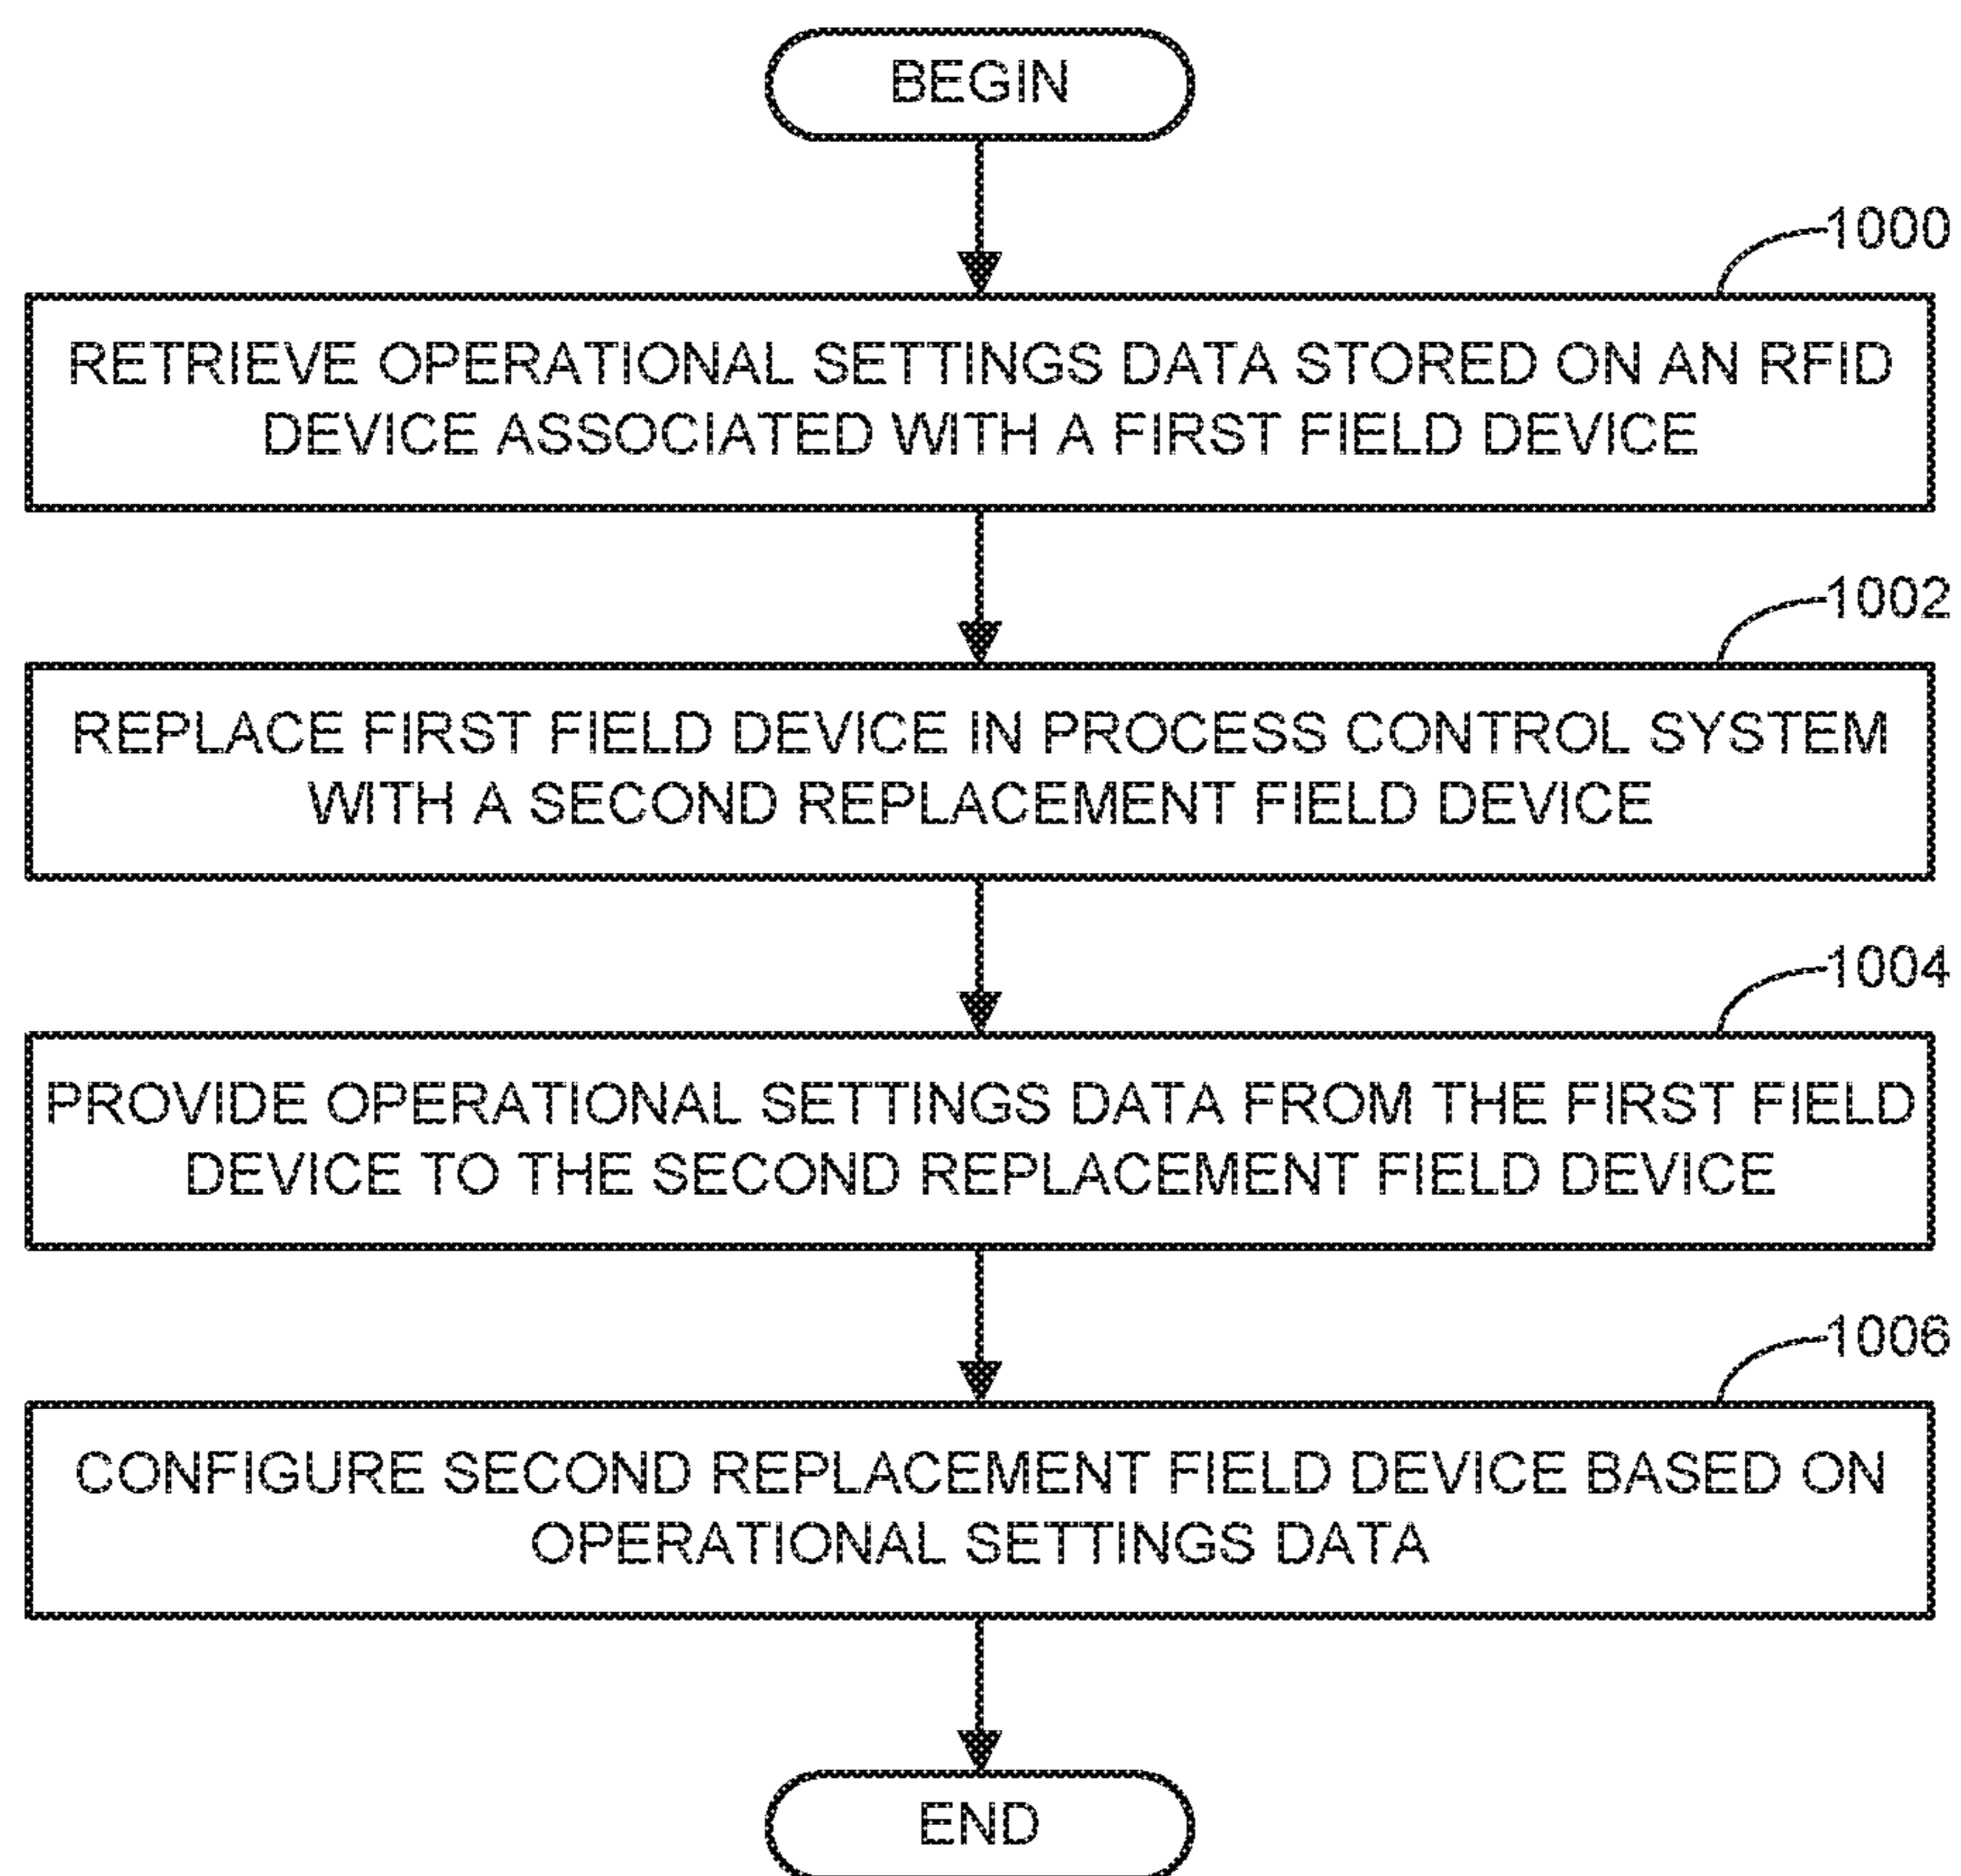 BEGIN
1000
RETRIEVE OPERATIONAL SETTINGS DATA STORED ON AN RFID
DEVICE ASSOCIATED WITH A FIRST FIELD DEVICE
1002
REPLACE FIRST FIELD DEVICE IN PROCESS CONTROL SYSTEM
WITH A SECOND REPLACEMENT FIELD DEVICE
1004
PROVIDE OPERATIONAL SETTINGS DATA FROM THE FIRST FIELD
DEVICE TO THE SECOND REPLACEMENT FIELD DEVICE
1006
CONFIGURE SECOND REPLACEMENT FIELD DEVICE BASED ON
OPERATIONAL SETTINGS DATA
END